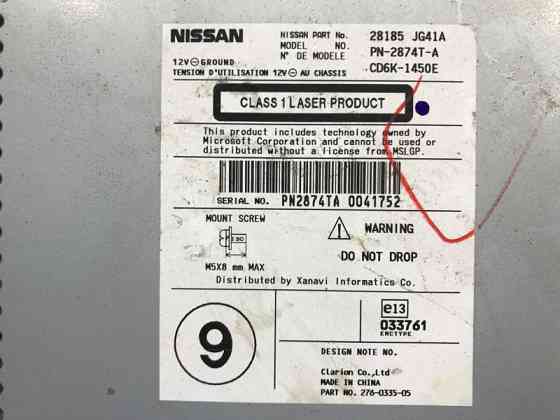 NISSAN NISSAN PART No. 28185 JG41A
MODEL NO. PN-2874T-A
12V⊖GROUND N° DE MODELE CD6K-1450E
TENSION D'UTILISATION 12V⊖ AU CHASSIS
CLASS 1 LASER PRODUCT
This product includes technology owned by
Microsoft Corporation and cannot be used or
distributed without a license from MSLGP.
SERIAL NO. PN2874TA 0041752
MOUNT SCREW
WARNING
DO NOT DROP
M5X8 mm MAX
Distributed by Xanavi Informatics Co.
9
e13
033761
DESIGN NOTE NO.
Clarion Co.,Ltd
MADE IN CHINA
PART NO. 276-0335-05